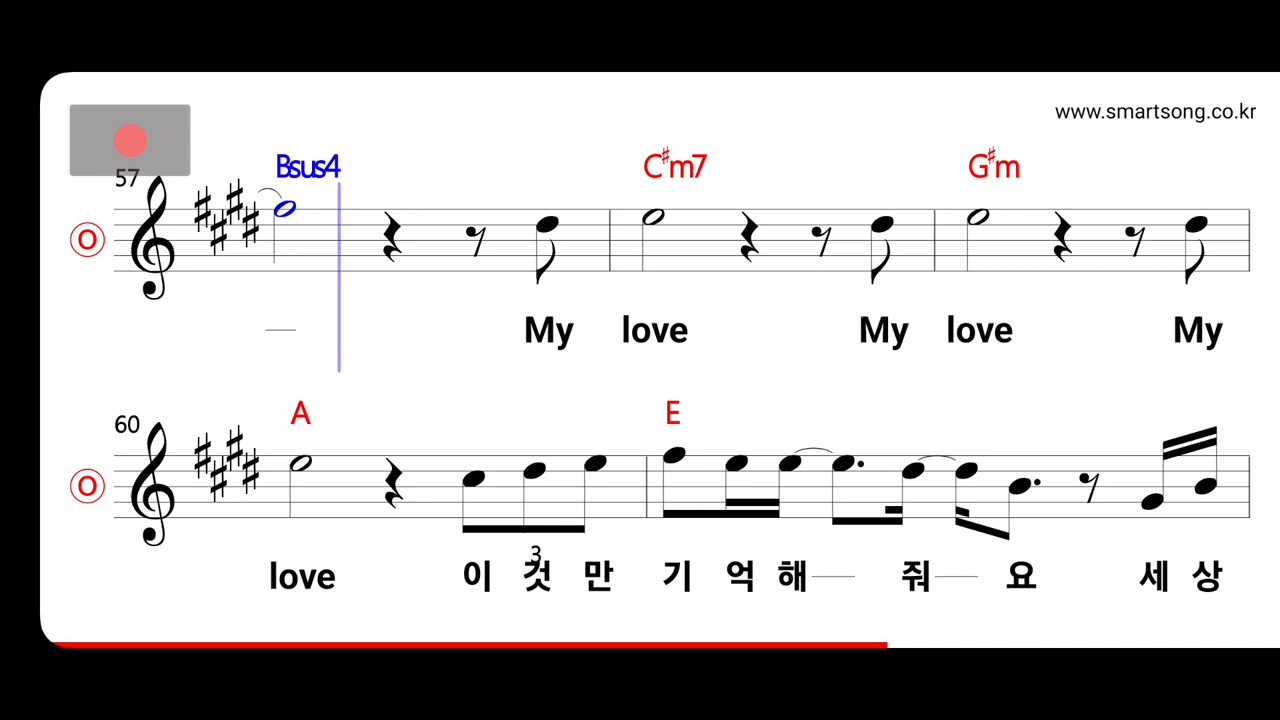 www.smartsong.co.kr
57 Bsus4 C♯m7 G♯m
O
My love My love My
60 A E
O
3
love 이 것 만 기 억 해 줘 요 세 상